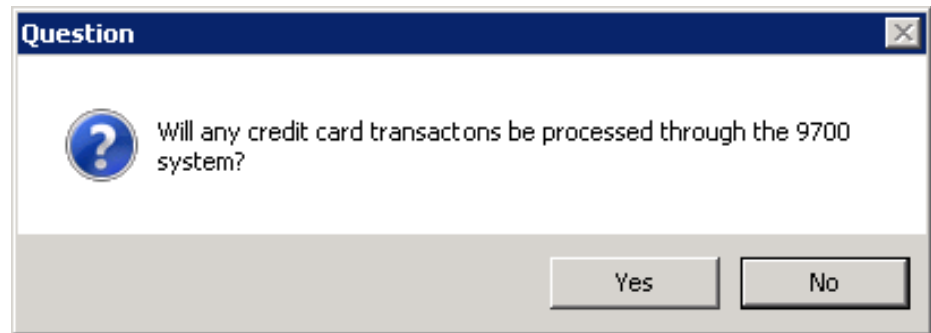 Question
Will any credit card transactons be processed through the 9700
system?
Yes
No